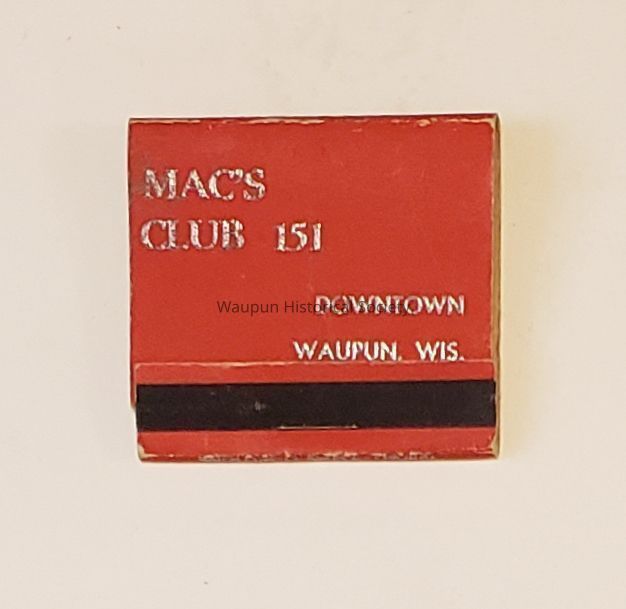 MAC'S
CLUB 151
DOWNTOWN
Waupun Historical Society
WAUPUN, WIS.